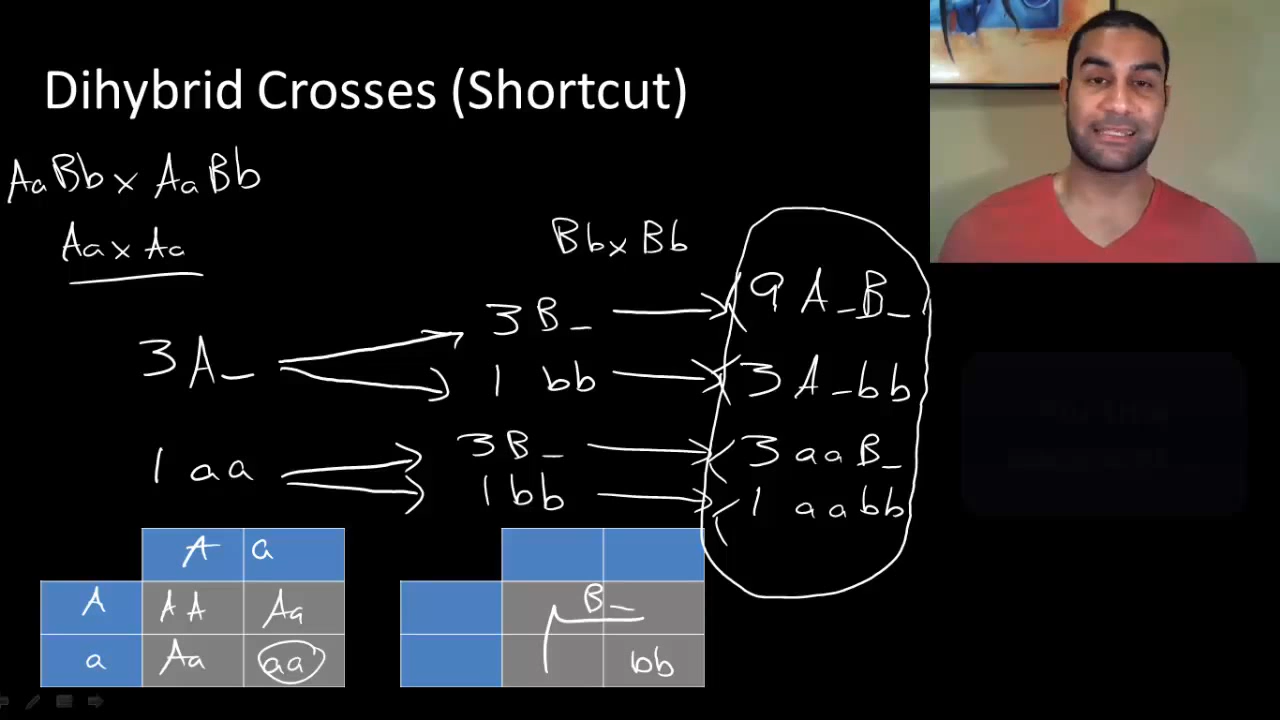 Dihybrid Crosses (Shortcut)
AaBb x AaBb
Aa x Aa
Bb x Bb
3 A_
3 B_
9 A_B_
1 bb
3 A_bb
1 aa
3 B_
3 aaB_
1 bb
1 aabb
A a
A AA Aa
a Aa aa
B_
bb